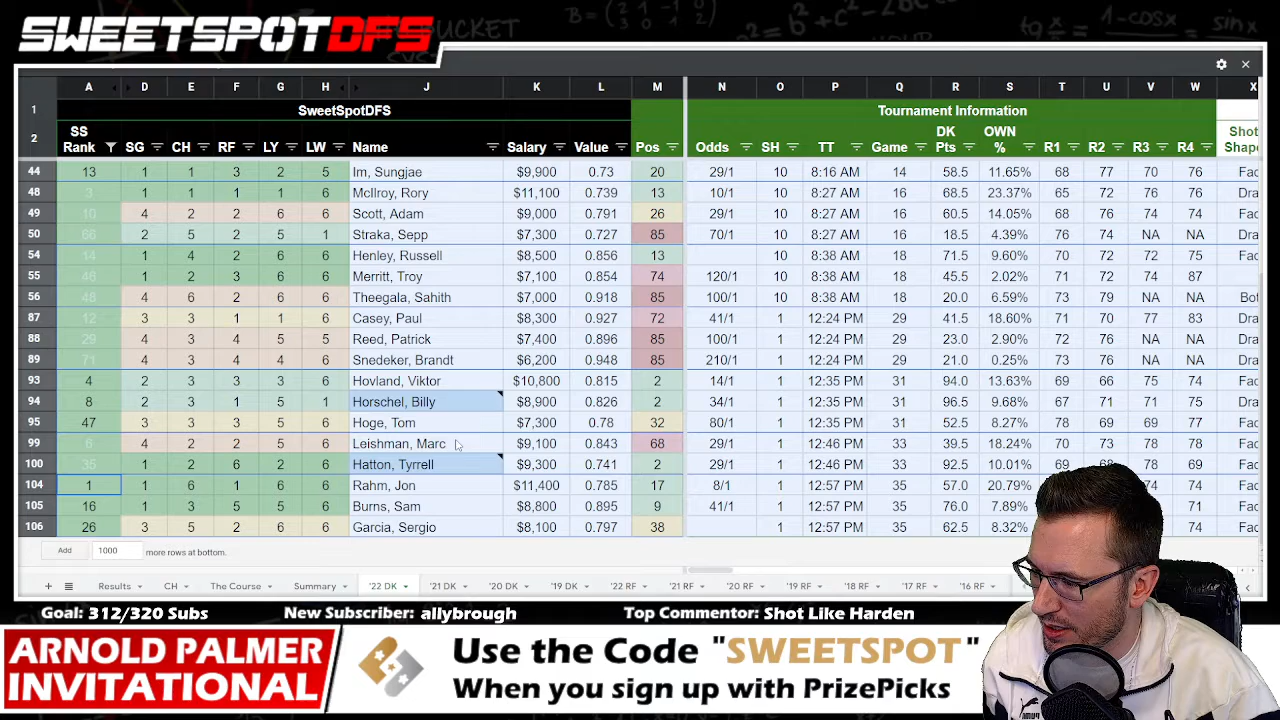 SWEETSPOTDFS
A D E F G H J K L M N O P Q R S T U V W X
1 SweetSpotDFS Tournament Information
2 SS Rank SG CH RF LY LW Name Salary Value Pos Odds SH TT Game DK Pts OWN % R1 R2 R3 R4 Shot Shape
44 13 1 1 3 2 5 Im, Sungjae $9,900 0.73 20 29/1 10 8:16 AM 14 58.5 11.65% 68 77 70 76 Fac
48 3 1 1 1 1 6 McIlroy, Rory $11,100 0.739 13 10/1 10 8:27 AM 16 68.5 23.37% 65 72 76 76 Dra
49 10 4 2 2 6 6 Scott, Adam $9,000 0.791 26 29/1 10 8:27 AM 16 60.5 14.05% 68 76 74 74 Fac
50 66 2 5 2 5 1 Straka, Sepp $7,300 0.727 85 70/1 10 8:27 AM 16 18.5 4.39% 76 74 NA NA Dra
54 14 1 4 2 6 6 Henley, Russell $8,500 0.856 13 10 8:38 AM 18 71.5 9.60% 70 72 72 75 Fac
55 46 1 2 3 6 6 Merritt, Troy $7,100 0.854 74 120/1 10 8:38 AM 18 45.5 2.02% 71 72 74 87
56 48 4 6 2 6 6 Theegala, Sahith $7,000 0.918 85 100/1 10 8:38 AM 18 20.0 6.59% 73 79 NA NA Bot
87 12 3 3 1 1 6 Casey, Paul $8,300 0.927 72 41/1 1 12:24 PM 29 41.5 18.60% 74 70 77 83 Fac
88 29 4 3 4 5 5 Reed, Patrick $7,400 0.896 85 100/1 1 12:24 PM 29 23.0 2.90% 75 74 NA NA Dra
89 71 4 3 4 4 6 Snedeker, Brandt $6,200 0.948 85 210/1 1 12:24 PM 29 21.0 0.25% 76 75 NA NA Dra
93 4 2 3 3 3 6 Hovland, Viktor $10,800 0.815 2 14/1 1 12:35 PM 31 94.0 13.63% 69 66 75 74 Fac
94 8 2 3 1 5 1 Horschel, Billy $8,900 0.826 2 34/1 1 12:35 PM 31 96.5 9.68% 67 71 71 75 Dra
95 47 3 3 3 5 6 Hoge, Tom $7,300 0.78 32 80/1 1 12:35 PM 31 52.5 8.27% 78 69 69 77 Fac
99 6 4 2 2 5 6 Leishman, Marc $9,100 0.843 68 29/1 1 12:46 PM 33 39.5 18.24% 70 73 78 78 Dra
100 35 1 2 6 2 6 Hatton, Tyrrell $9,300 0.741 2 29/1 1 12:46 PM 33 92.5 10.01% 69 68 78 69 Fac
104 1 1 6 1 6 6 Rahm, Jon $11,400 0.785 17 8/1 1 12:57 PM 35 57.0 20.79% Fac
105 16 1 3 5 5 6 Burns, Sam $8,800 0.895 9 41/1 1 12:57 PM 35 76.0 7.89% 71 Dra
106 26 3 5 2 6 6 Garcia, Sergio $8,100 0.797 38 1 12:57 PM 35 62.5 8.32% Fac
Add 1000 more rows at bottom.
+ Results CH The Course Summary '22 DK '21 DK '20 DK '19 DK '22 RF '21 RF '20 RF '19 RF '18 RF '17 RF '16 RF
Goal: 312/320 Subs New Subscriber: allybrough Top Commentor: Shot Like Harden
ARNOLD PALMER
INVITATIONAL
Use the Code "SWEETSPOT"
When you sign up with PrizePicks